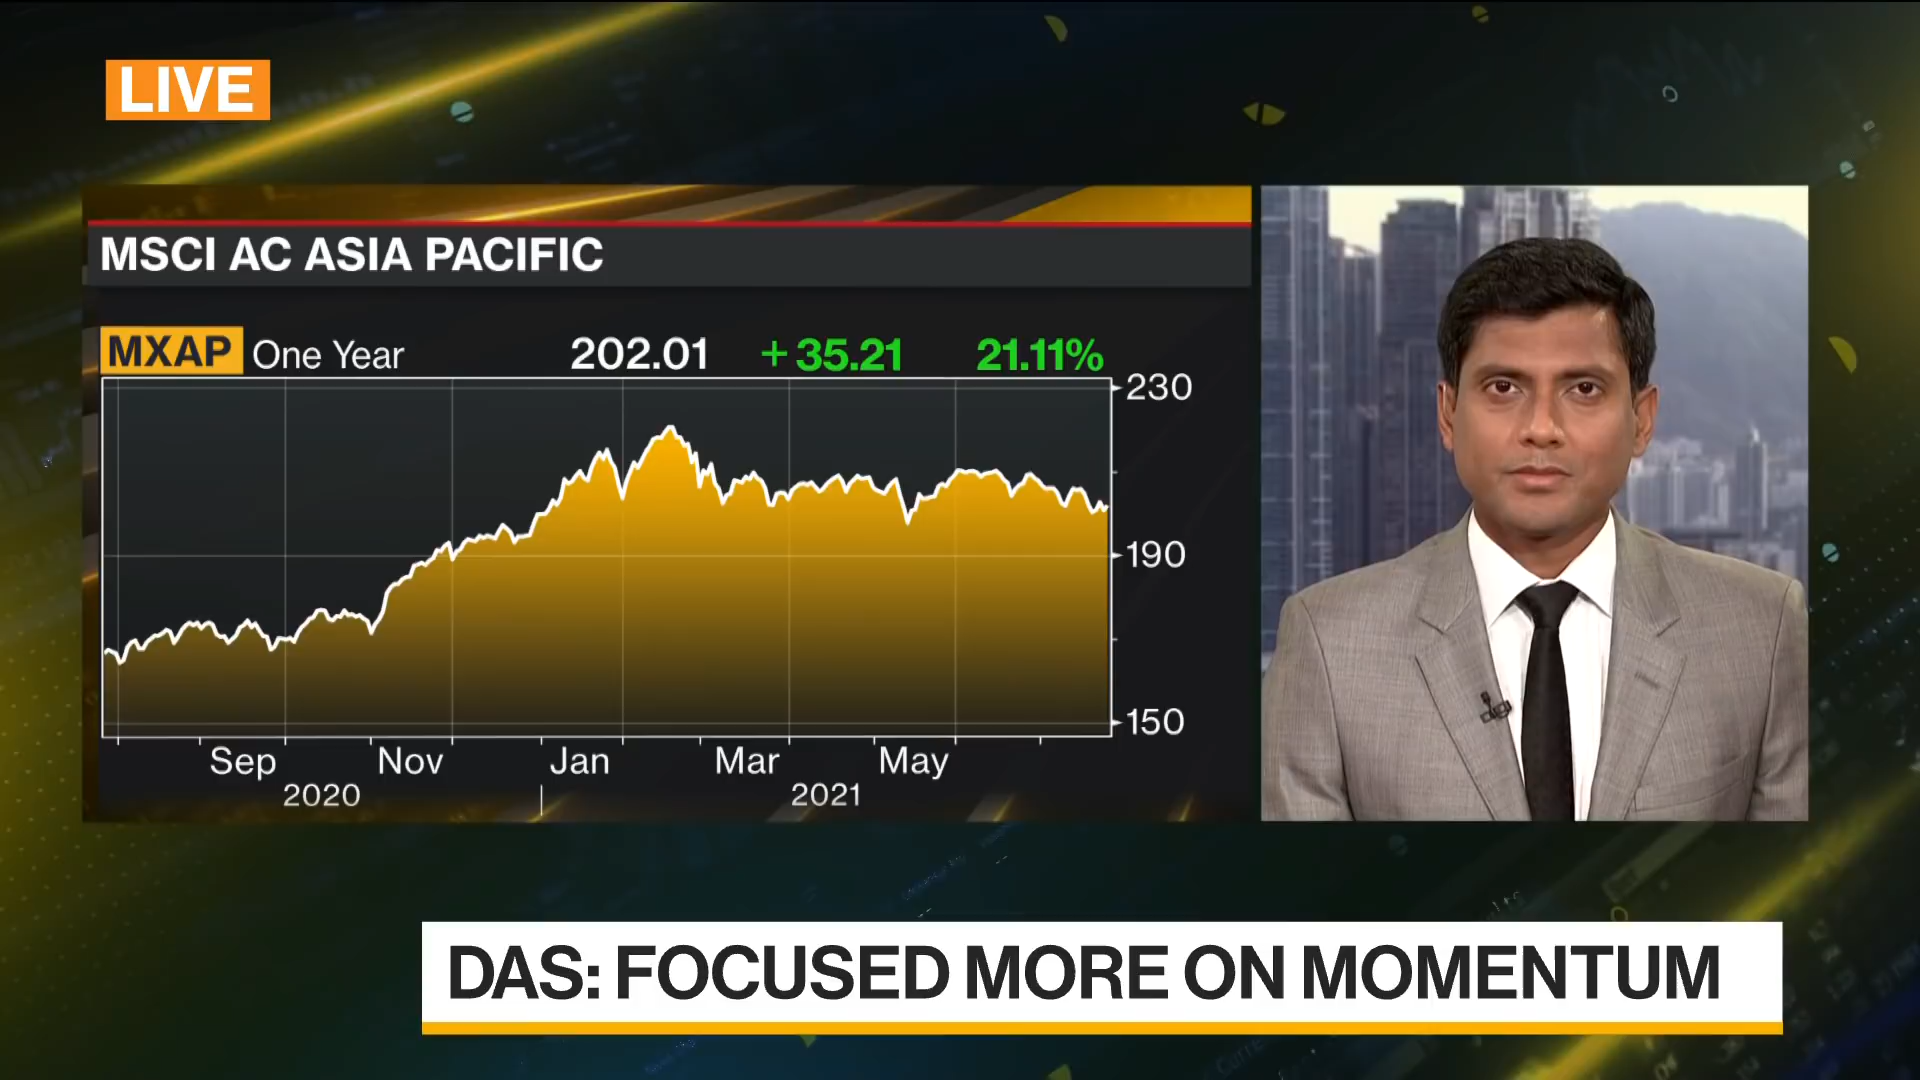 LIVE
MSCI AC ASIA PACIFIC
MXAP One Year 202.01 +35.21 21.11%
230
190
150
Sep Nov Jan Mar May
2020 2021
DAS: FOCUSED MORE ON MOMENTUM